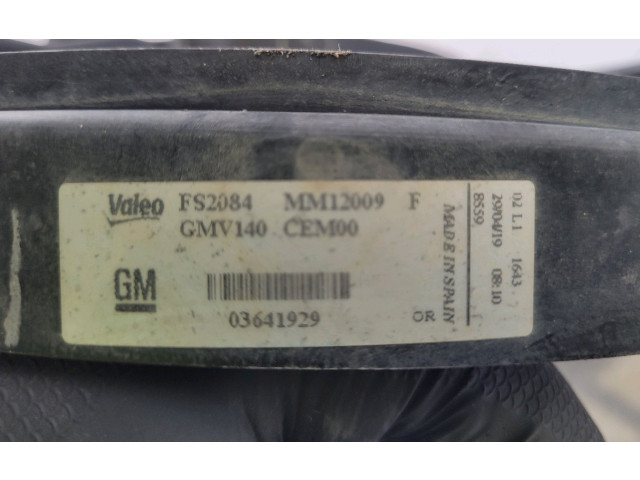 Valeo FS2084 MM12009 F
GMV140 CEM00
GM
03641929
OR
MADE IN SPAIN
8559
29/04/19 08:10
02 L1 1643